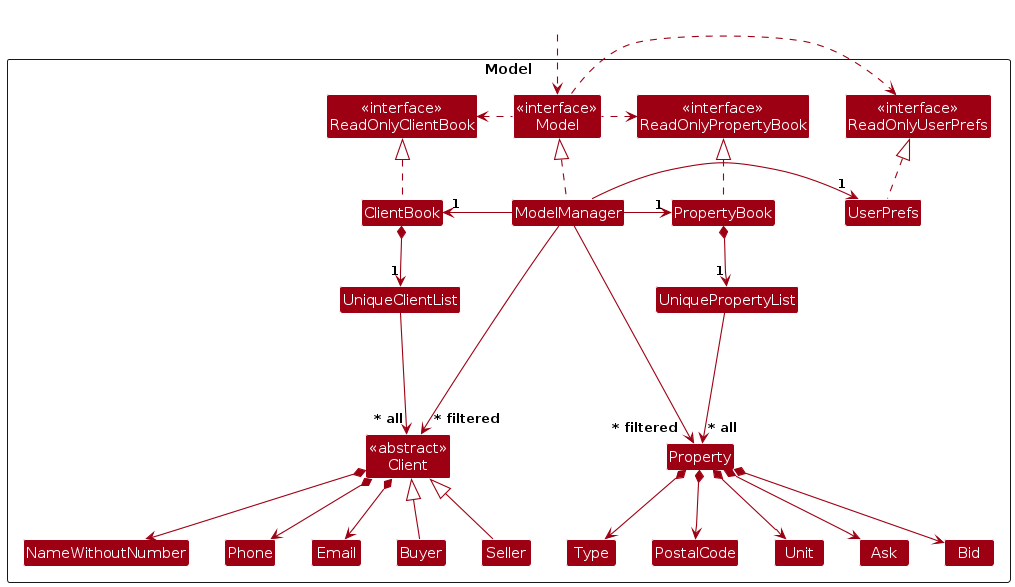 Model
«interface»
ReadOnlyClientBook
«interface»
Model
«interface»
ReadOnlyPropertyBook
«interface»
ReadOnlyUserPrefs
1
ClientBook
1
ModelManager
1
PropertyBook
UserPrefs
1
1
UniqueClientList
UniquePropertyList
* all
* filtered
* filtered
* all
«abstract»
Client
Property
NameWithoutNumber
Phone
Email
Buyer
Seller
Type
PostalCode
Unit
Ask
Bid